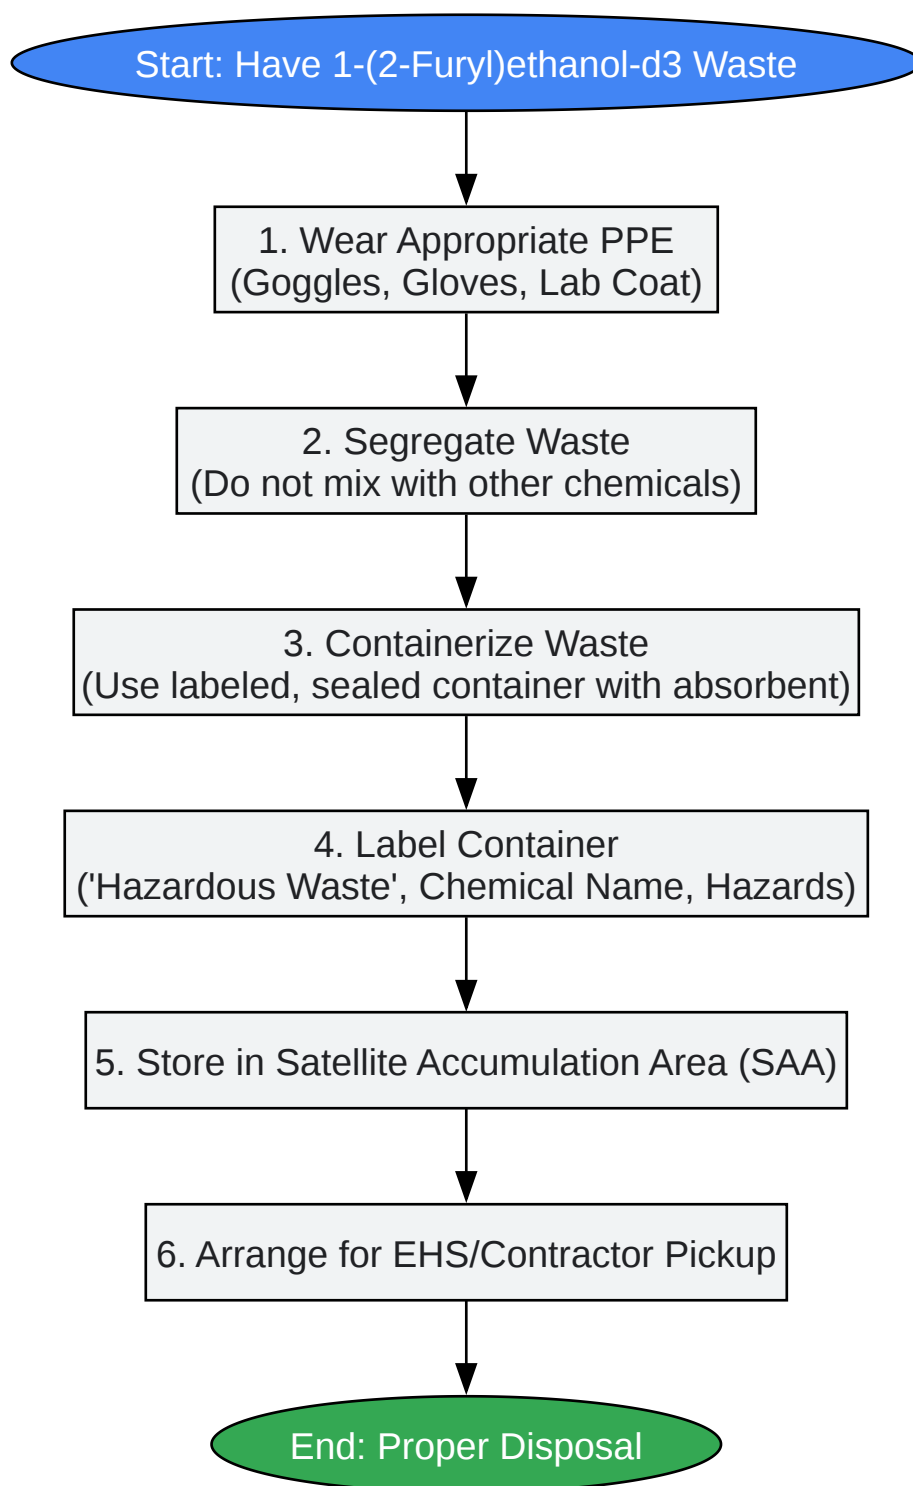 Start: Have 1-(2-Furyl)ethanol-d3 Waste
1. Wear Appropriate PPE
(Goggles, Gloves, Lab Coat)
2. Segregate Waste
(Do not mix with other chemicals)
3. Containerize Waste
(Use labeled, sealed container with absorbent)
4. Label Container
('Hazardous Waste', Chemical Name, Hazards)
5. Store in Satellite Accumulation Area (SAA)
6. Arrange for EHS/Contractor Pickup
End: Proper Disposal